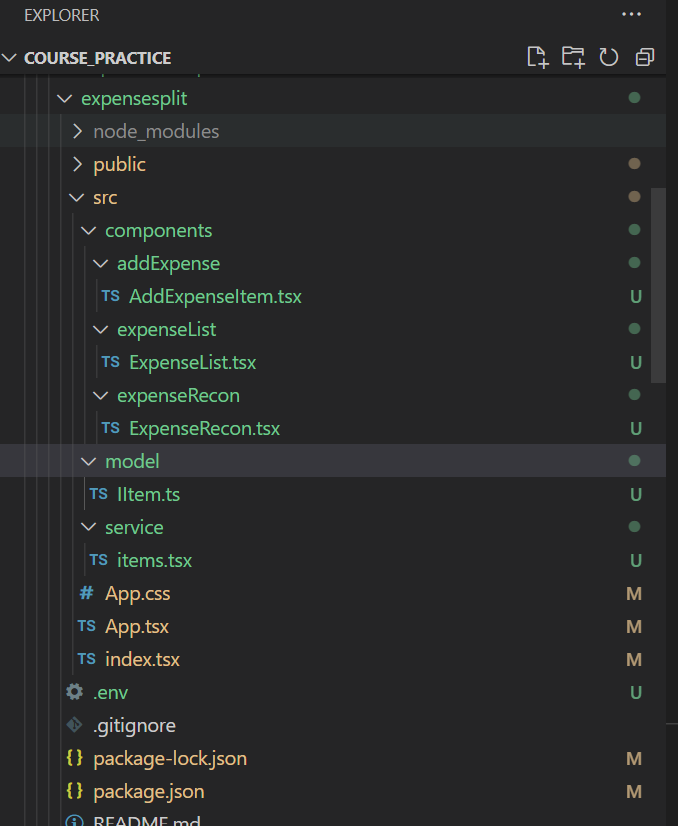 EXPLORER
COURSE_PRACTICE
expensesplit
node_modules
public
src
components
addExpense
TS AddExpenseItem.tsx U
expenseList
TS ExpenseList.tsx U
expenseRecon
TS ExpenseRecon.tsx U
model
TS IItem.ts U
service
TS items.tsx U
# App.css M
TS App.tsx M
TS index.tsx M
.env U
.gitignore
{} package-lock.json M
{} package.json M
README.md